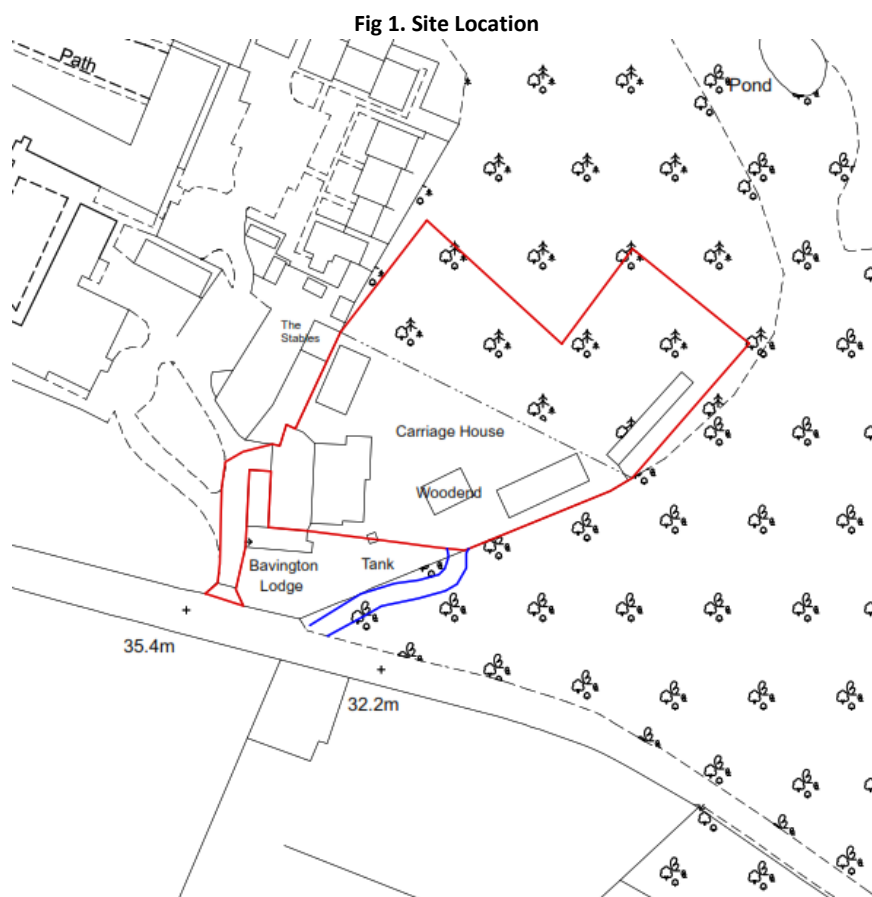 Fig 1. Site Location
Path
Pond
The
Stables
Carriage House
Woodend
Bavington
Lodge
Tank
35.4m
32.2m